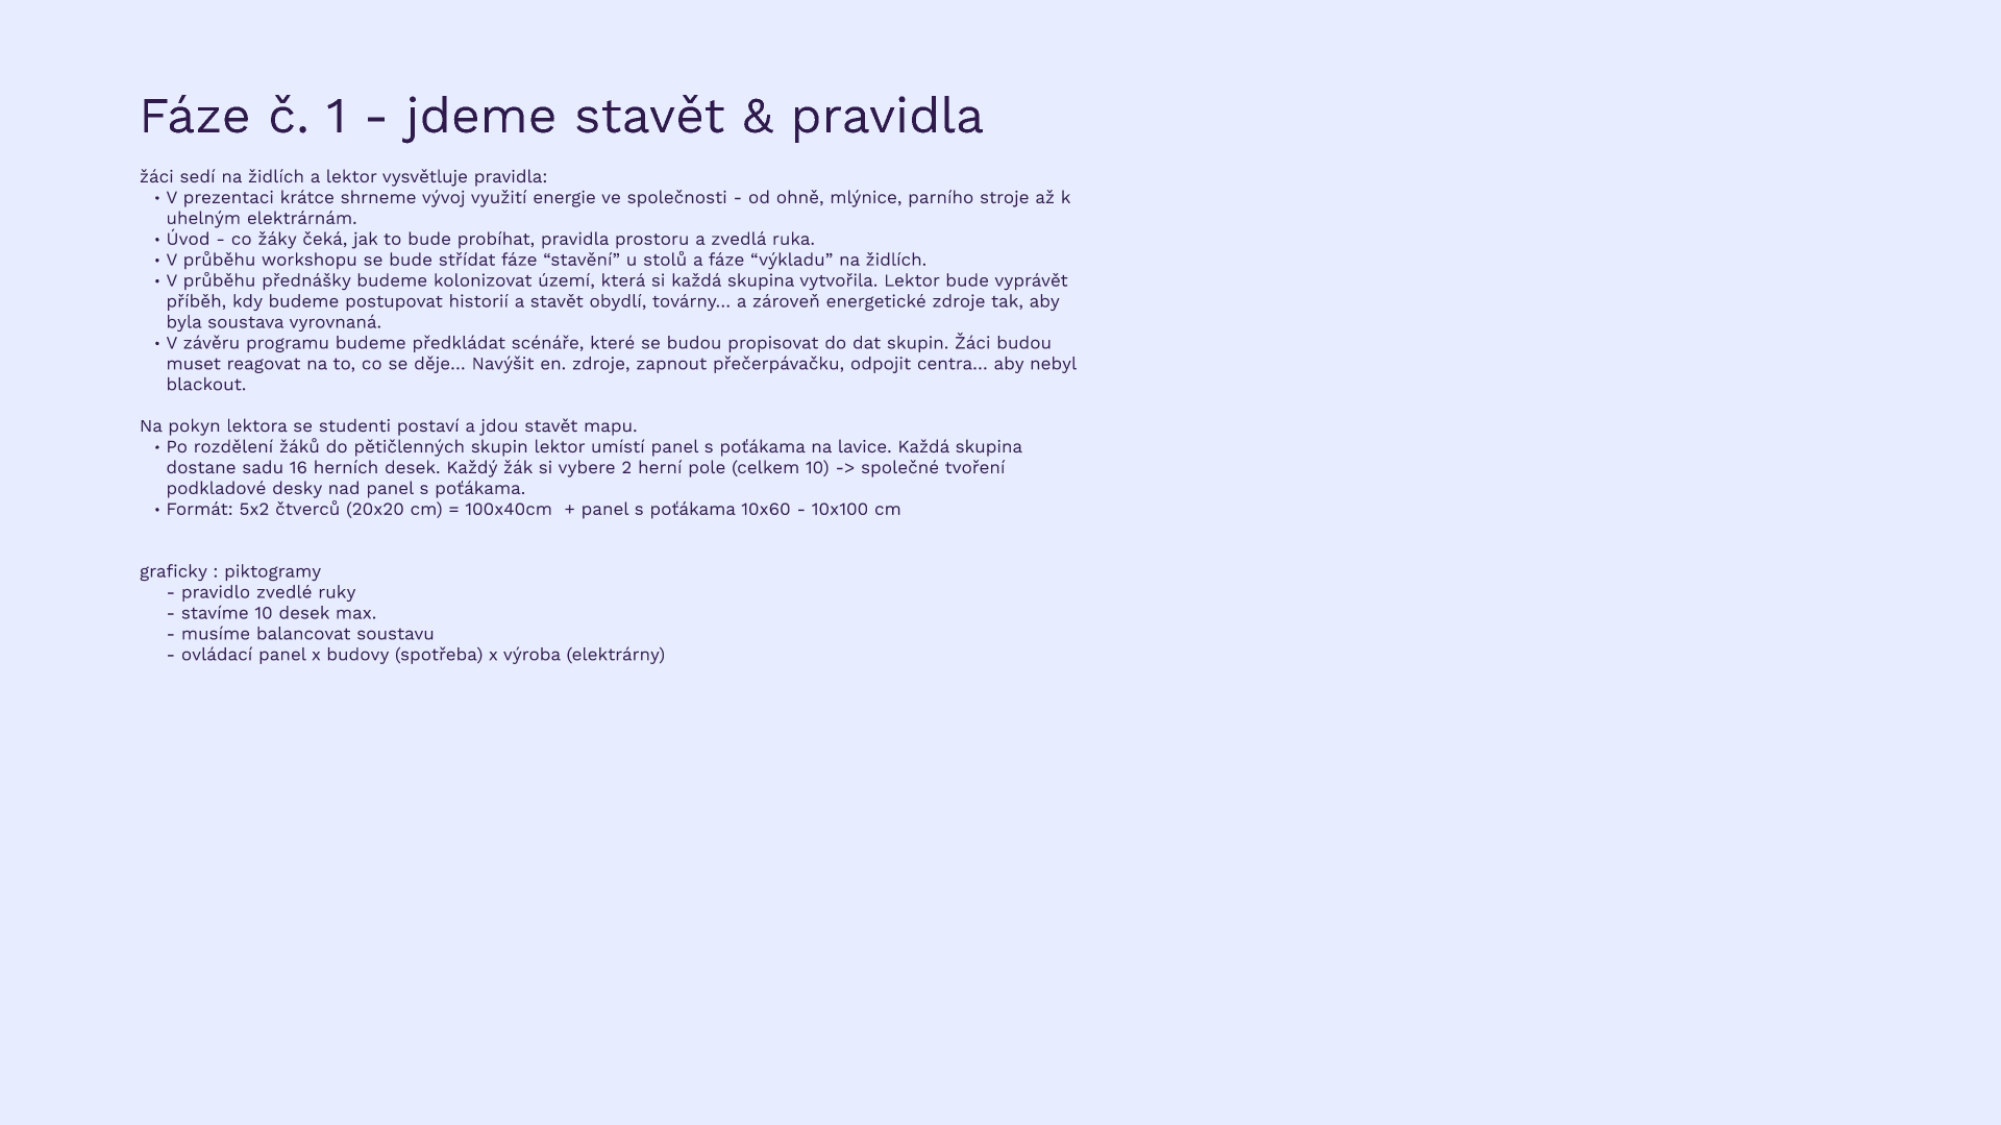 Fáze č. 1 - jdeme stavět & pravidla
žáci sedí na židlích a lektor vysvětluje pravidla:
• V prezentaci krátce shrneme vývoj využití energie ve společnosti - od ohně, mlýnice, parního stroje až k
uhelným elektrárnám.
• Úvod - co žáky čeká, jak to bude probíhat, pravidla prostoru a zvedlá ruka.
• V průběhu workshopu se bude střídat fáze “stavění” u stolů a fáze “výkladu” na židlích.
• V průběhu přednášky budeme kolonizovat území, která si každá skupina vytvořila. Lektor bude vyprávět
příběh, kdy budeme postupovat historií a stavět obydlí, továrny... a zároveň energetické zdroje tak, aby
byla soustava vyrovnaná.
• V závěru programu budeme předkládat scénáře, které se budou propisovat do dat skupin. Žáci budou
muset reagovat na to, co se děje... Navýšit en. zdroje, zapnout přečerpávačku, odpojit centra... aby nebyl
blackout.
Na pokyn lektora se studenti postaví a jdou stavět mapu.
• Po rozdělení žáků do pětičlenných skupin lektor umístí panel s poťákama na lavice. Každá skupina
dostane sadu 16 herních desek. Každý žák si vybere 2 herní pole (celkem 10) -> společné tvoření
podkladové desky nad panel s poťákama.
• Formát: 5x2 čtverců (20x20 cm) = 100x40cm  + panel s poťákama 10x60 - 10x100 cm
graficky : piktogramy
- pravidlo zvedlé ruky
- stavíme 10 desek max.
- musíme balancovat soustavu
- ovládací panel x budovy (spotřeba) x výroba (elektrárny)